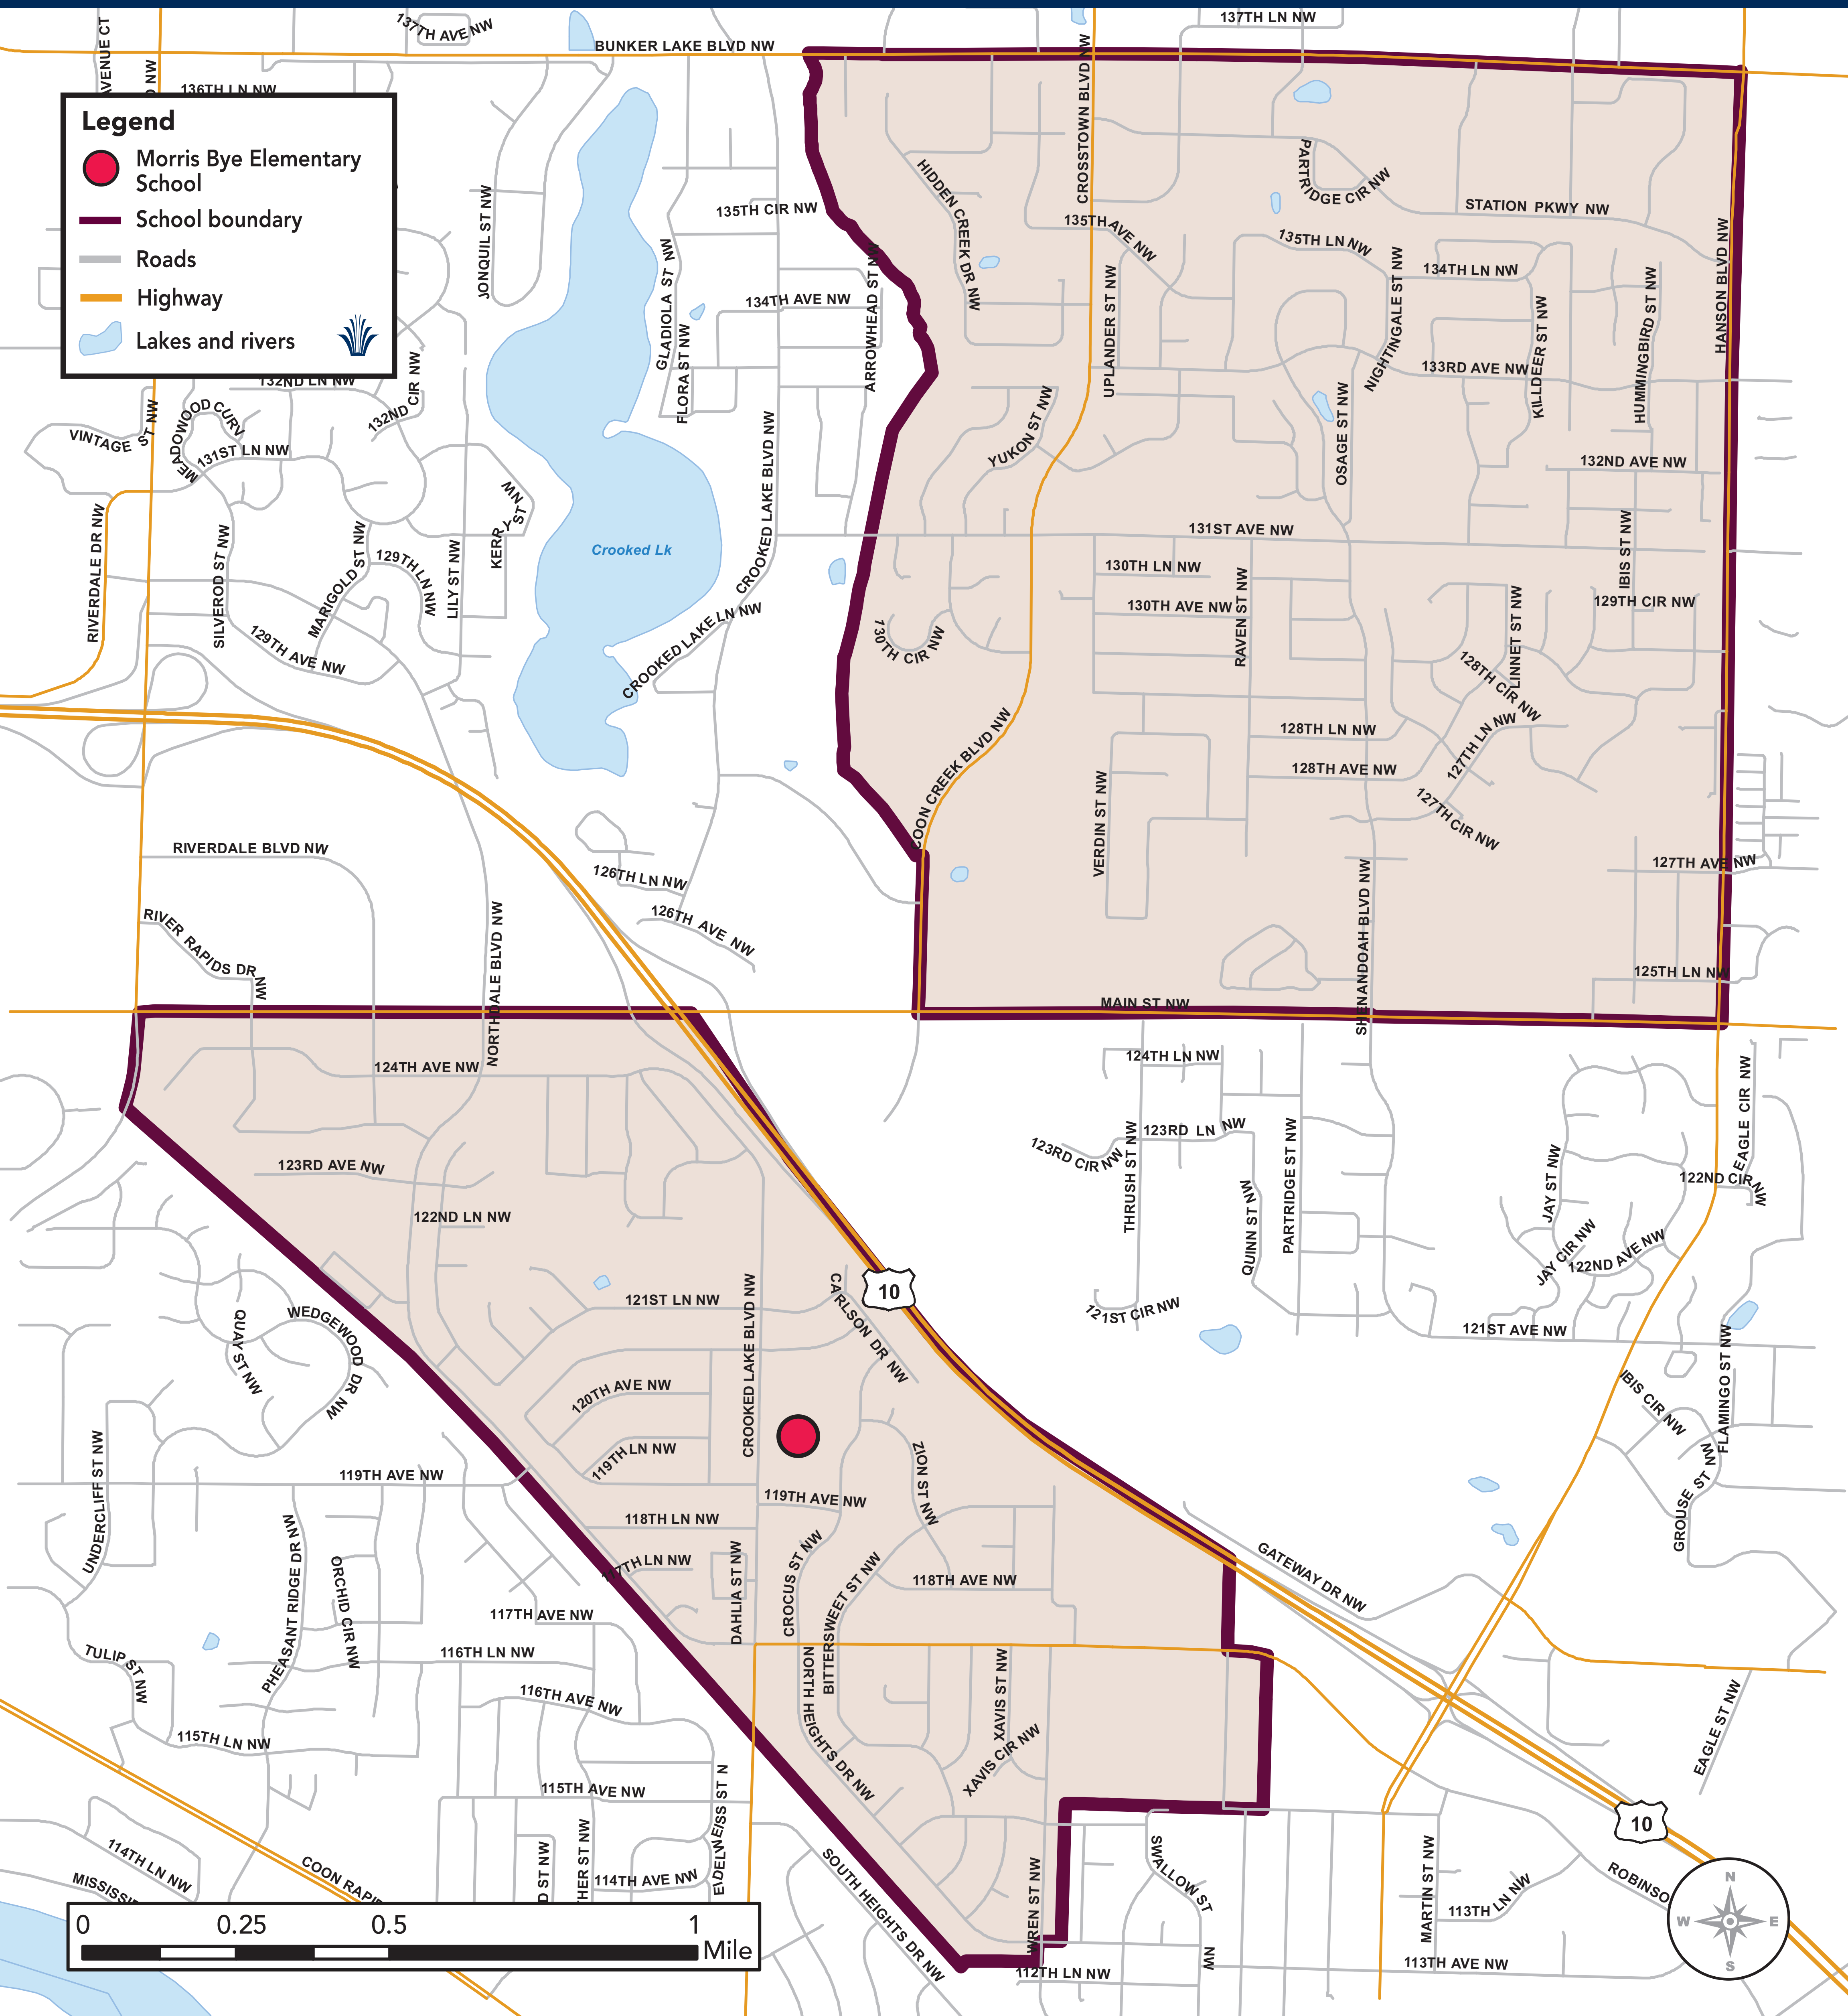 137TH AVE NW
137TH LN NW
BUNKER LAKE BLVD NW
AVENUE CT
136TH LN NW
Legend
Morris Bye Elementary
School
School boundary
Roads
Highway
Lakes and rivers
CROSSTOWN BLVD NW
PARTRIDGE CIR NW
HIDDEN CREEK DR NW
STATION PKWY NW
135TH CIR NW
135TH AVE NW
135TH LN NW
134TH LN NW
JONQUIL ST NW
GLADIOLA ST NW
FLORA ST NW
134TH AVE NW
ARROWHEAD ST NW
UPLANDER ST NW
NIGHTINGALE ST NW
KILLDEER ST NW
HUMMINGBIRD ST NW
HANSON BLVD NW
133RD AVE NW
132ND LN NW
132ND CIR NW
VINTAGE ST NW
MEADOWOOD CURV
131ST LN NW
YUKON ST NW
OSAGE ST NW
132ND AVE NW
CROOKED LAKE BLVD NW
RIVERDALE DR NW
SILVEROD ST NW
MARIGOLD ST NW
129TH LN NW
LILY ST NW
KERRY ST NW
Crooked Lk
131ST AVE NW
130TH LN NW
130TH AVE NW
RAVEN ST NW
IBIS ST NW
129TH CIR NW
LINNET ST NW
129TH AVE NW
CROOKED LAKE LN NW
130TH CIR NW
128TH CIR NW
128TH LN NW
127TH LN NW
128TH AVE NW
127TH CIR NW
COON CREEK BLVD NW
VERDIN ST NW
RIVERDALE BLVD NW
126TH LN NW
126TH AVE NW
127TH AVE NW
RIVER RAPIDS DR NW
NORTHDALE BLVD NW
SHENANDOAH BLVD NW
125TH LN NW
MAIN ST NW
124TH AVE NW
124TH LN NW
123RD LN NW
123RD CIR NW
THRUSH ST NW
QUINN ST NW
PARTRIDGE ST NW
JAY ST NW
EAGLE CIR NW
122ND CIR NW
JAY CIR NW
122ND AVE NW
123RD AVE NW
122ND LN NW
121ST LN NW
CARLSON DR NW
10
121ST CIR NW
121ST AVE NW
QUAY ST NW
WEDGEWOOD DR NW
120TH AVE NW
119TH LN NW
CROOKED LAKE BLVD NW
ZION ST NW
IBIS CIR NW
FLAMINGO ST NW
GROUSE ST NW
UNDERCLIFF ST NW
119TH AVE NW
119TH AVE NW
118TH LN NW
117TH LN NW
DAHLIA ST NW
CROCUS ST NW
BITTERSWEET ST NW
118TH AVE NW
GATEWAY DR NW
PHEASANT RIDGE DR NW
ORCHID CIR NW
117TH AVE NW
116TH LN NW
TULIP ST NW
116TH AVE NW
NORTH HEIGHTS DR NW
XAVIS ST NW
XAVIS CIR NW
EAGLE ST NW
115TH LN NW
115TH AVE NW
114TH LN NW
114TH AVE NW
COON RAPI
MISSISSI
D ST NW
HER ST NW
SOUTH HEIGHTS DR NW
WREN ST NW
SWALLOW ST NW
MARTIN ST NW
113TH LN NW
113TH AVE NW
112TH LN NW
ROBINSO
10
0 0.25 0.5 1
Mile
N
W E
S